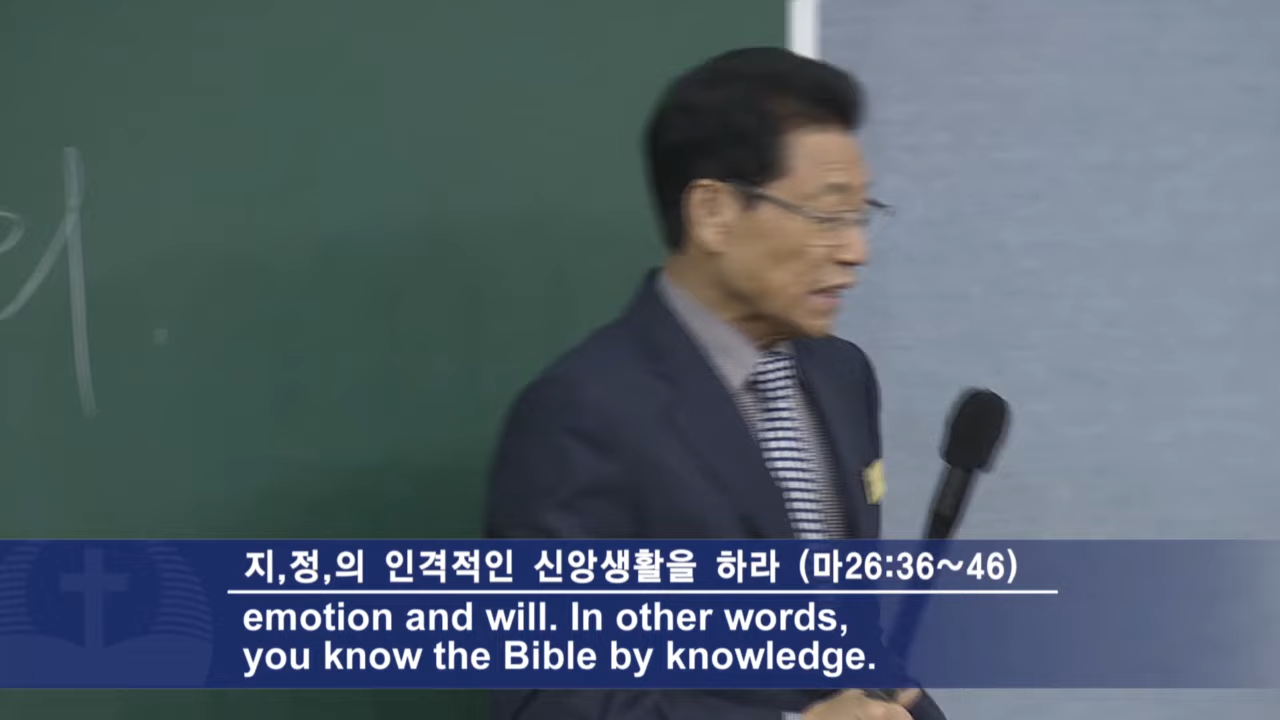 지,정,의 인격적인 신앙생활을 하라 (마26:36~46)
emotion and will. In other words,
you know the Bible by knowledge.